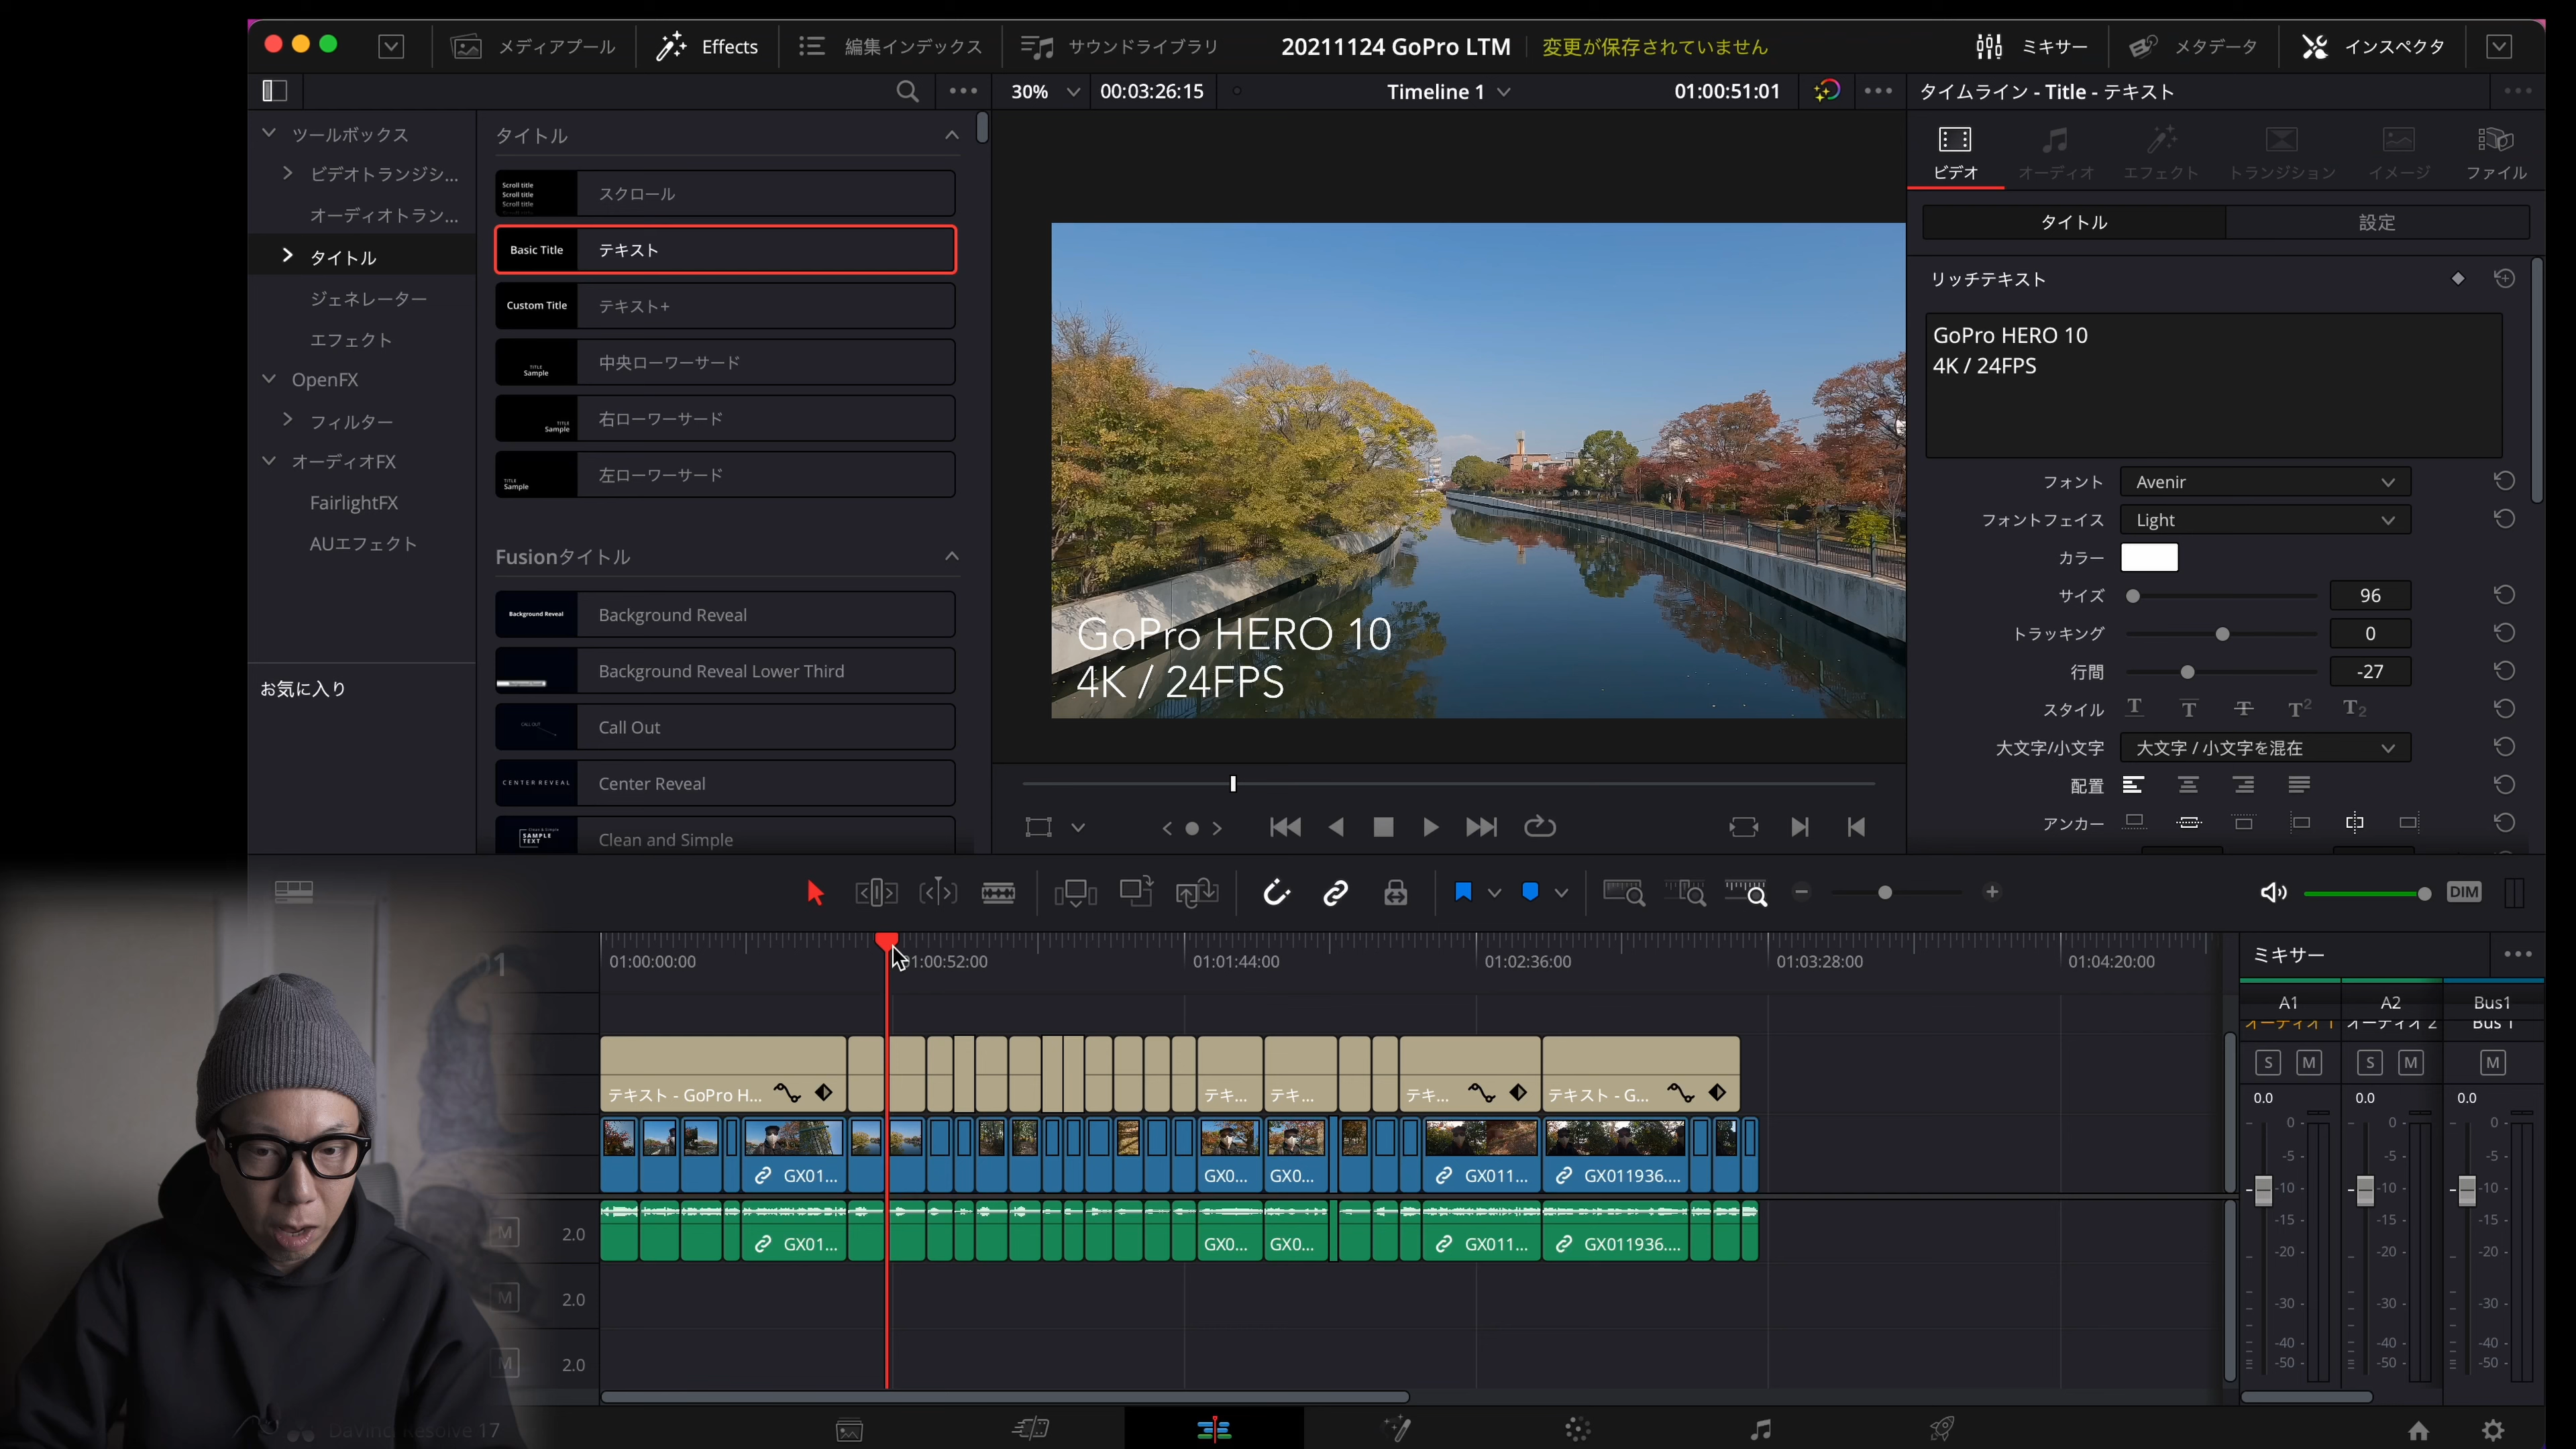 メディアプール
Effects
編集インデックス
サウンドライブラリ
20211124 GoPro LTM
変更が保存されていません
ミキサー
メタデータ
インスペクタ
30%
00:03:26:15
Timeline 1
01:00:51:01
タイムライン - Title - テキスト
ツールボックス
ビデオトランジシ...
オーディオトラン...
タイトル
ジェネレーター
エフェクト
OpenFX
フィルター
オーディオFX
FairlightFX
AUエフェクト
お気に入り
タイトル
Scroll title
Scroll title
Scroll title
スクロール
Basic Title
テキスト
Custom Title
テキスト+
TITLE
Sample
中央ローワーサード
TITLE
Sample
右ローワーサード
TITLE
Sample
左ローワーサード
Fusionタイトル
Background Reveal
Background Reveal
Background Reveal Lower Third
CALL OUT
Call Out
CENTER REVEAL
Center Reveal
Clean & Simple
SAMPLE
TEXT
Clean and Simple
GoPro HERO 10
4K / 24FPS
ビデオ
オーディオ
エフェクト
トランジション
イメージ
ファイル
タイトル
設定
リッチテキスト
GoPro HERO 10
4K / 24FPS
フォント
Avenir
フォントフェイス
Light
カラー
サイズ
96
トラッキング
0
行間
-27
スタイル
T T T T2 T2
大文字/小文字
大文字 / 小文字を混在
配置
アンカー
DIM
01:00:00:00
01:00:52:00
01:01:44:00
01:02:36:00
01:03:28:00
01:04:20:00
テキスト - GoPro H...
テキ...
テキ...
テキ...
テキスト - G...
GX01...
GX0...
GX0...
GX011...
GX011936....
M
2.0
GX01...
GX0...
GX0...
GX011...
GX011936....
M
2.0
M
2.0
ミキサー
A1
A2
Bus1
オーディオ 1
オーディオ 2
Bus 1
S
M
S
M
M
0.0
0.0
0.0
0-
-5-
-10-
-15-
-20-
-30-
-40-
-50-
0-
-5-
-10-
-15-
-20-
-30-
-40-
-50-
0-
-5-
-10-
-15-
-20-
-30-
-40-
-50-
DaVinci Resolve 17